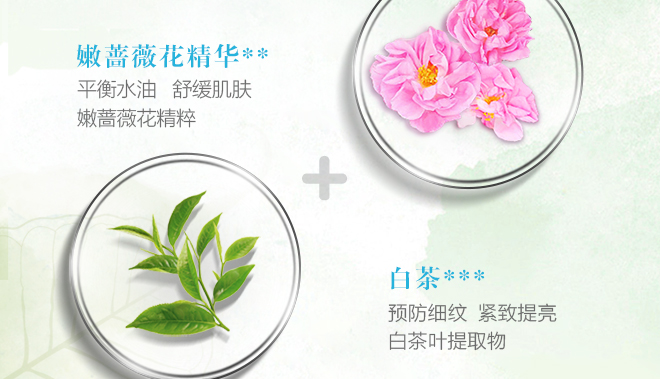 嫩蔷薇花精华**
平衡水油 舒缓肌肤
嫩蔷薇花精粹
白茶***
预防细纹 紧致提亮
白茶叶提取物